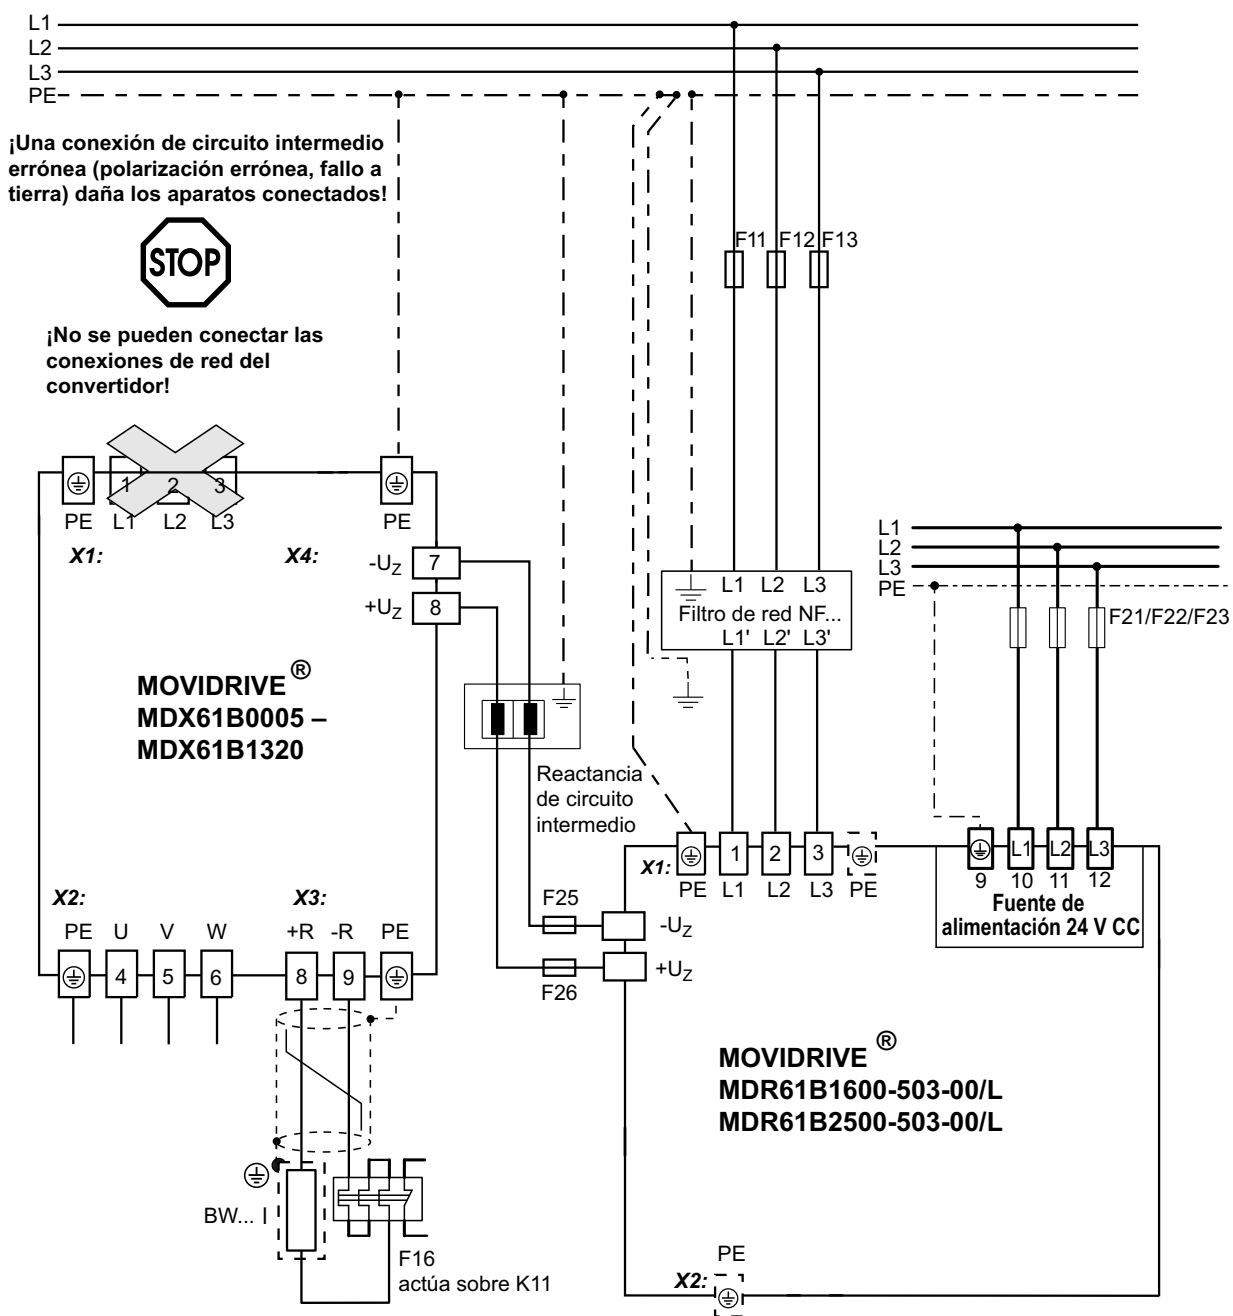 L1
L2
L3
PE
¡Una conexión de circuito intermedio
errónea (polarización errónea, fallo a
tierra) daña los aparatos conectados!
STOP
¡No se pueden conectar las
conexiones de red del
convertidor!
F11 F12 F13
1 2 3
PE L1 L2 L3 PE
X1: X4:
-UZ 7
+UZ 8
MOVIDRIVE®
MDX61B0005 –
MDX61B1320
L1 L2 L3
Filtro de red NF...
L1' L2' L3'
L1
L2
L3
PE
F21/F22/F23
Reactancia
de circuito
intermedio
X1: 1 2 3
PE L1 L2 L3 PE
L1 L2 L3
9 10 11 12
Fuente de
alimentación 24 V CC
X2: X3:
PE U V W +R -R PE
4 5 6 8 9
F25
-UZ
+UZ
F26
MOVIDRIVE®
MDR61B1600-503-00/L
MDR61B2500-503-00/L
BW...
F16
actúa sobre K11
PE
X2: